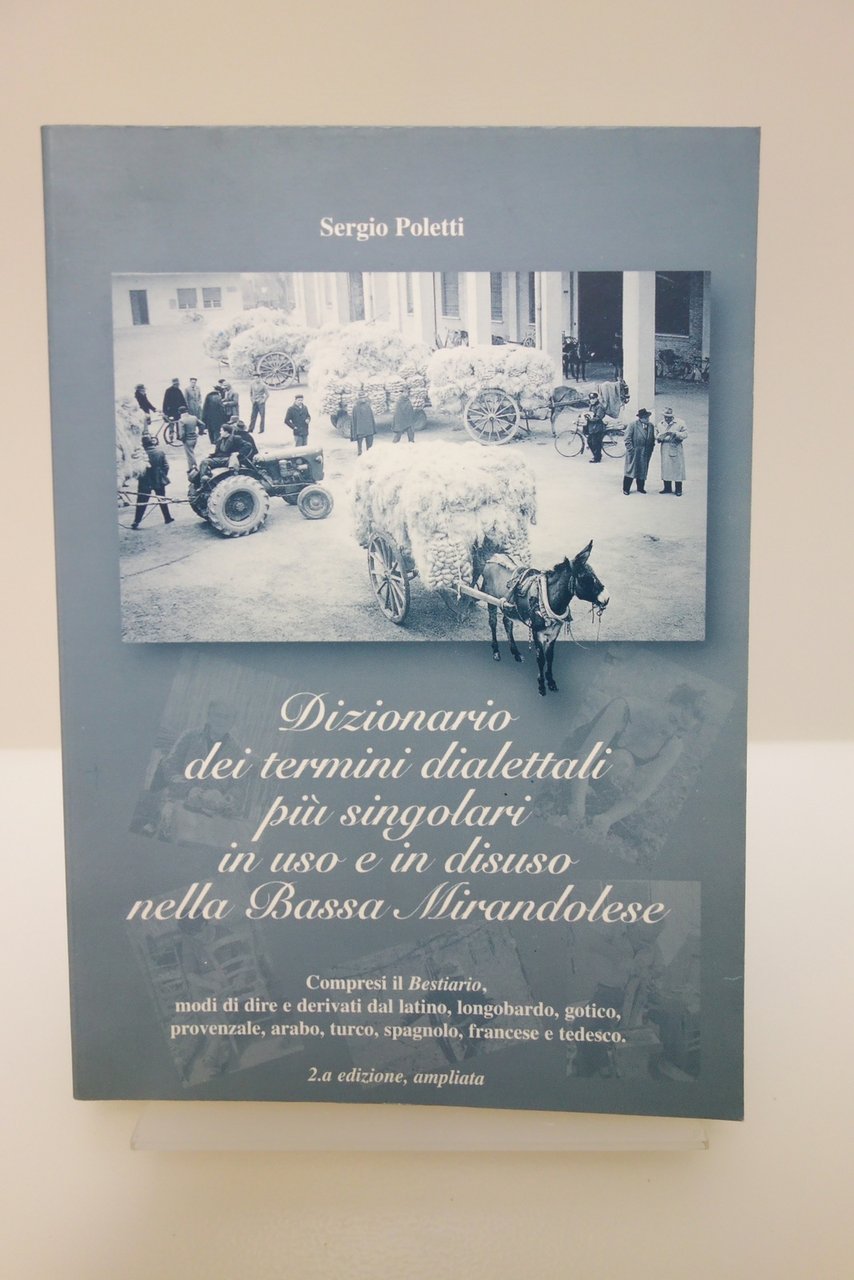 Sergio Poletti
Dizionario
dei termini dialettali
più singolari
in uso e in disuso
nella Bassa Mirandolese
Compresi il Bestiario,
modi di dire e derivati dal latino, longobardo, gotico,
provenzale, arabo, turco, spagnolo, francese e tedesco.
2.a edizione, ampliata